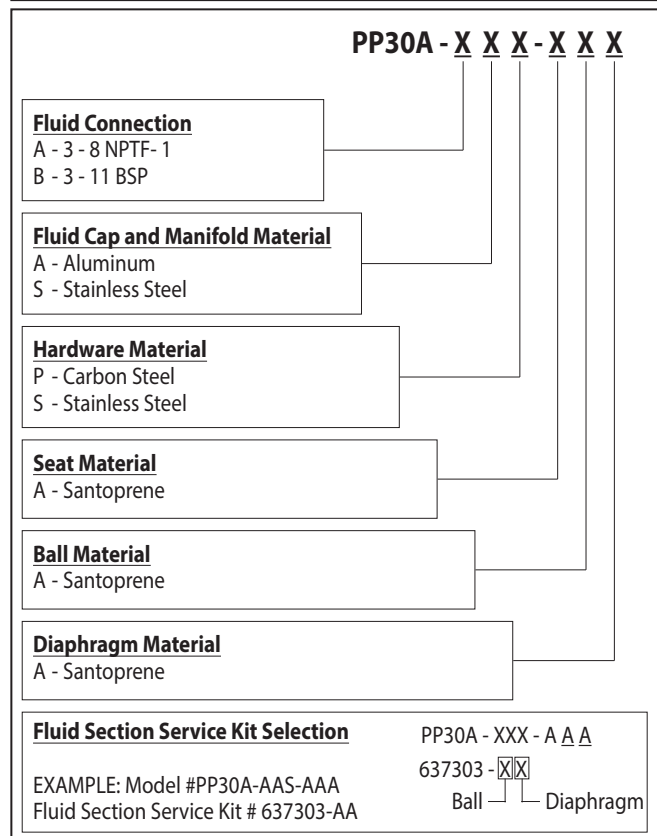 PP30A - X X X - X X X
Fluid Connection
A - 3 - 8 NPTF- 1
B - 3 - 11 BSP
Fluid Cap and Manifold Material
A - Aluminum
S - Stainless Steel
Hardware Material
P - Carbon Steel
S - Stainless Steel
Seat Material
A - Santoprene
Ball Material
A - Santoprene
Diaphragm Material
A - Santoprene
Fluid Section Service Kit Selection
EXAMPLE: Model #PP30A-AAS-AAA
Fluid Section Service Kit # 637303-AA
PP30A - XXX - A A A
637303 - XX
Ball Diaphragm